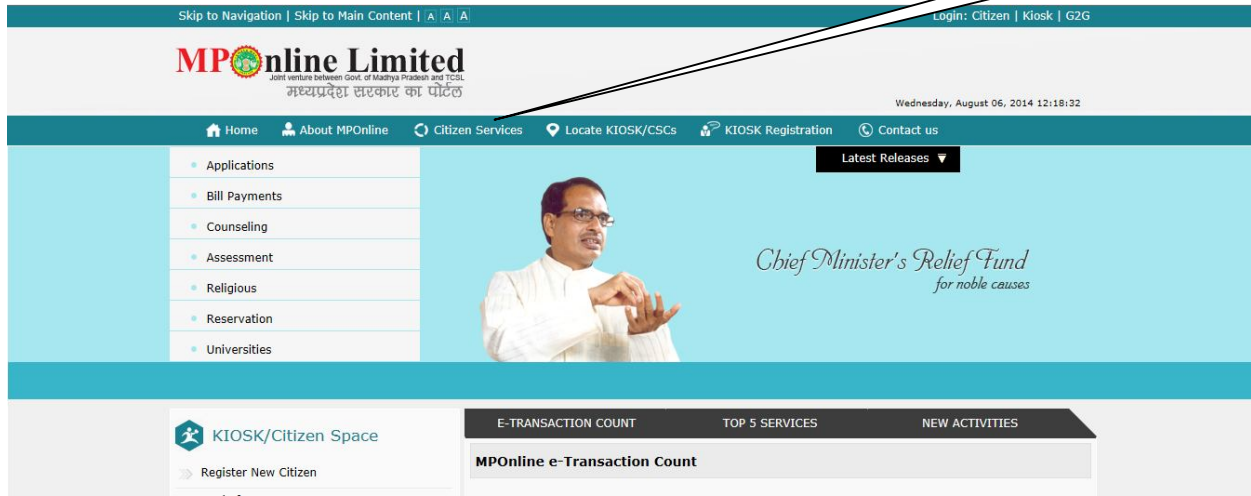 Skip to Navigation | Skip to Main Content | A A A
Login: Citizen | Kiosk | G2G
MPOnline Limited
Joint venture between Govt. of Madhya Pradesh and TCSL
मध्यप्रदेश सरकार का पोर्टल
Wednesday, August 06, 2014 12:18:32
Home About MPOnline Citizen Services Locate KIOSK/CSCs KIOSK Registration Contact us
Latest Releases
Applications
Bill Payments
Counseling
Assessment
Religious
Reservation
Universities
Chief Minister's Relief Fund
for noble causes
KIOSK/Citizen Space
Register New Citizen
E-TRANSACTION COUNT TOP 5 SERVICES NEW ACTIVITIES
MPOnline e-Transaction Count